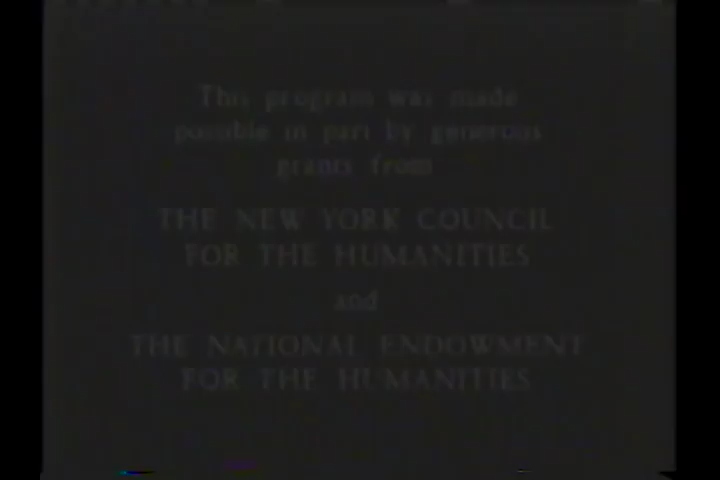 This program was made
possible in part by generous
grants from
THE NEW YORK COUNCIL
FOR THE HUMANITIES
and
THE NATIONAL ENDOWMENT
FOR THE HUMANITIES